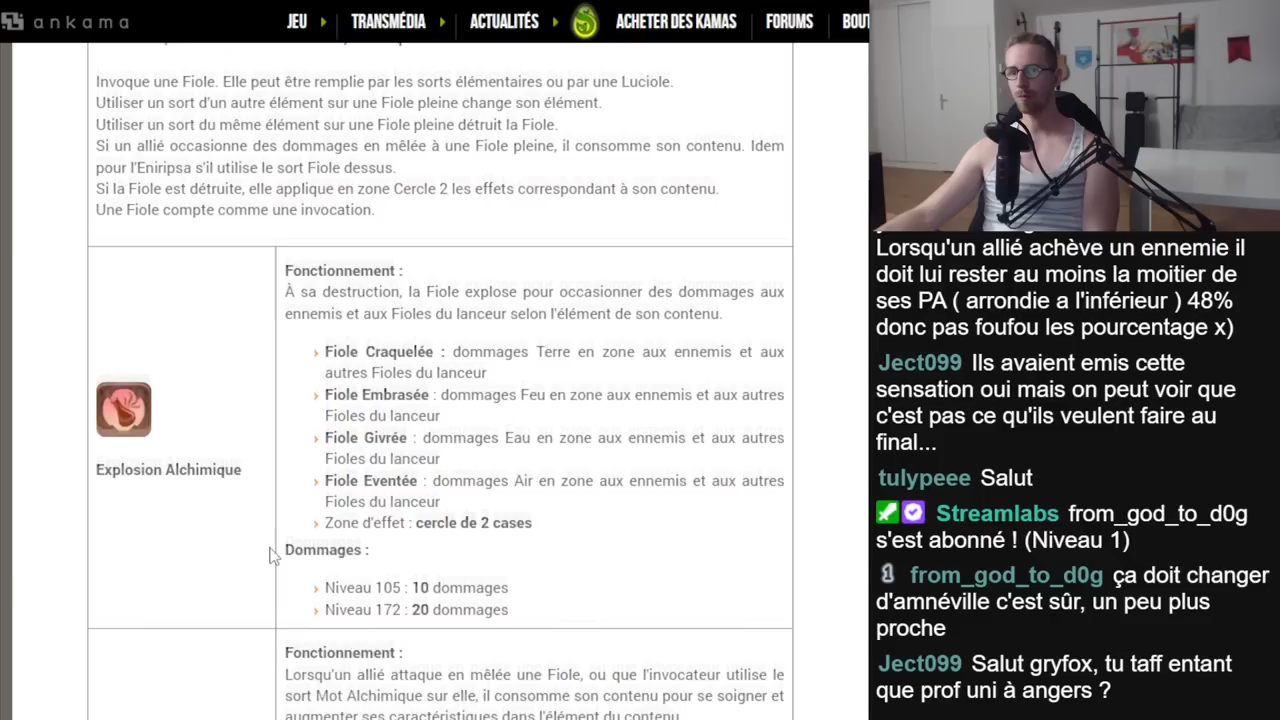 ankama
JEU
TRANSMÉDIA
ACTUALITÉS
ACHETER DES KAMAS
FORUMS
BOUT
Invoque une Fiole. Elle peut être remplie par les sorts élémentaires ou par une Luciole.
Utiliser un sort d'un autre élément sur une Fiole pleine change son élément.
Utiliser un sort du même élément sur une Fiole pleine détruit la Fiole.
Si un allié occasionne des dommages en mêlée à une Fiole pleine, il consomme son contenu. Idem
pour l'Eniripsa s'il utilise le sort Fiole dessus.
Si la Fiole est détruite, elle applique en zone Cercle 2 les effets correspondant à son contenu.
Une Fiole compte comme une invocation.
Explosion Alchimique
Fonctionnement :
À sa destruction, la Fiole explose pour occasionner des dommages aux
ennemis et aux Fioles du lanceur selon l'élément de son contenu.
Fiole Craquelée : dommages Terre en zone aux ennemis et aux
autres Fioles du lanceur
Fiole Embrasée : dommages Feu en zone aux ennemis et aux autres
Fioles du lanceur
Fiole Givrée : dommages Eau en zone aux ennemis et aux autres
Fioles du lanceur
Fiole Eventée : dommages Air en zone aux ennemis et aux autres
Fioles du lanceur
Zone d'effet : cercle de 2 cases
Dommages :
Niveau 105 : 10 dommages
Niveau 172 : 20 dommages
Fonctionnement :
Lorsqu'un allié attaque en mêlée une Fiole, ou que l'invocateur utilise le
sort Mot Alchimique sur elle, il consomme son contenu pour se soigner et
augmenter ses caractéristiques dans l'élément du contenu.
Lorsqu'un allié achève un ennemie il
doit lui rester au moins la moitier de
ses PA ( arrondie a l'inférieur ) 48%
donc pas foufou les pourcentage x)
Ject099 Ils avaient emis cette
sensation oui mais on peut voir que
c'est pas ce qu'ils veulent faire au
final...
tulypeee Salut
Streamlabs from_god_to_d0g
s'est abonné ! (Niveau 1)
1 from_god_to_d0g ça doit changer
d'amnéville c'est sûr, un peu plus
proche
Ject099 Salut gryfox, tu taff entant
que prof uni à angers ?